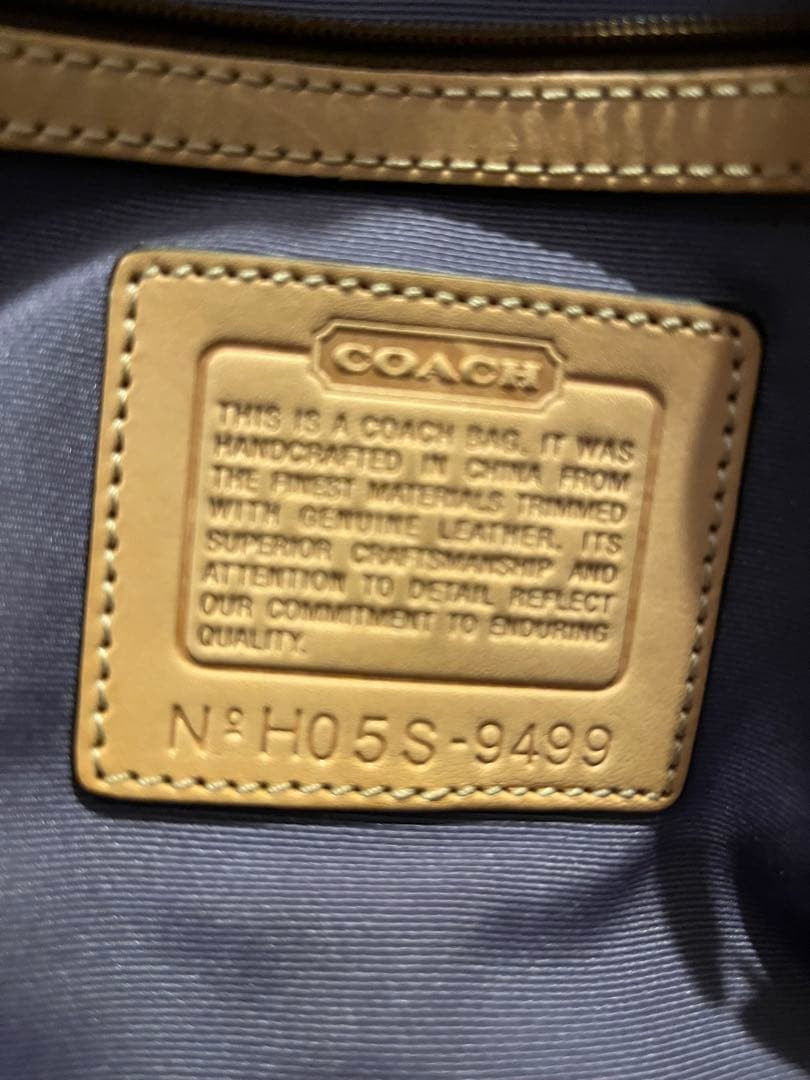 COACH
THIS IS A COACH BAG. IT WAS
HANDCRAFTED IN CHINA FROM
THE FINEST MATERIALS TRIMMED
WITH GENUINE LEATHER. ITS
SUPERIOR CRAFTSMANSHIP AND
ATTENTION TO DETAIL REFLECT
OUR COMMITMENT TO ENDURING
QUALITY.
Nº H05S-9499